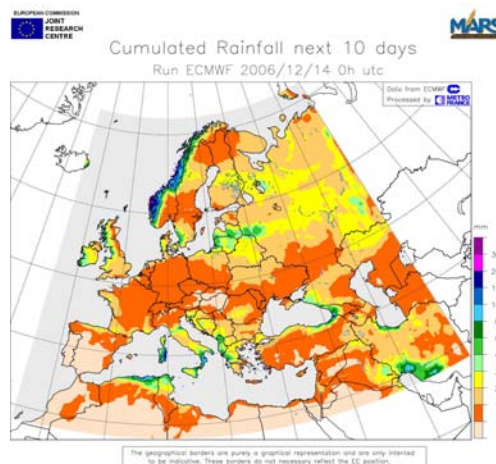 EUROPEAN COMMISSION
JOINT
RESEARCH
CENTRE
MARS
Cumulated Rainfall next 10 days
Run ECMWF 2006/12/14 0h utc
Data from ECMWF
Processed by METEO FRANCE
mm
The geographical borders are purely a graphical representation and are only intended
to be indicative. These borders do not necessary reflect the EC position.